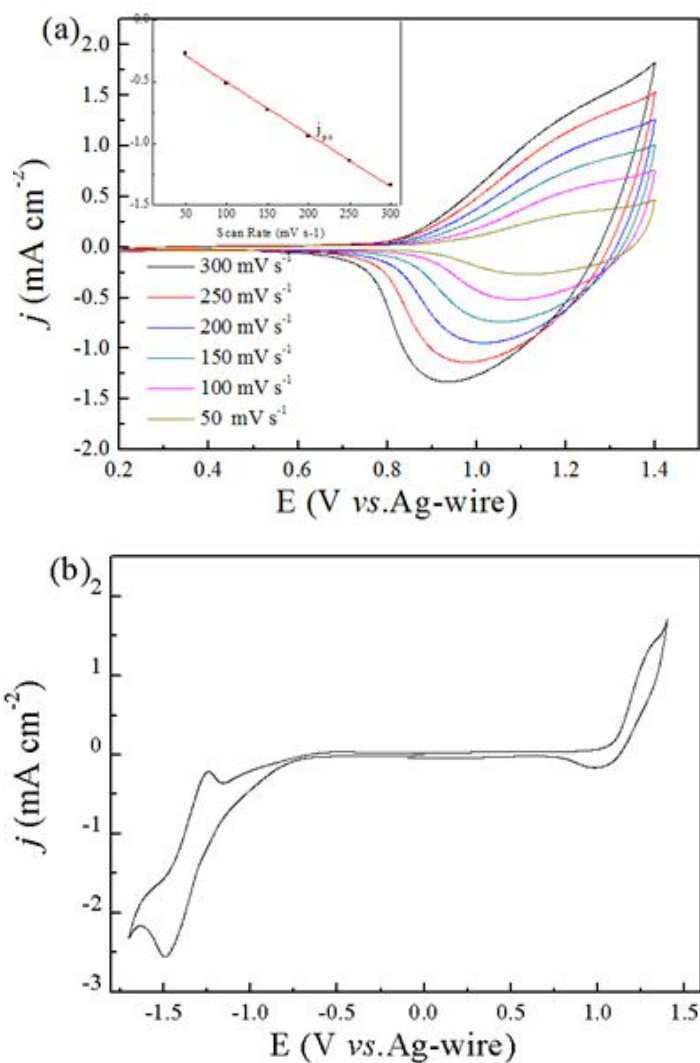 (a)
2.0
1.5
1.0
0.5
0.0
-0.5
-1.0
-1.5
-2.0
j (mA cm-2)
0.0
-0.5
-1.0
-1.5
50 100 150 200 250 300
Scan Rate (mV s-1)
300 mV s-1
250 mV s-1
200 mV s-1
150 mV s-1
100 mV s-1
50 mV s-1
0.2 0.4 0.6 0.8 1.0 1.2 1.4
E (V vs.Ag-wire)
(b)
2
1
0
-1
-2
-3
j (mA cm-2)
-1.5 -1.0 -0.5 0.0 0.5 1.0 1.5
E (V vs.Ag-wire)